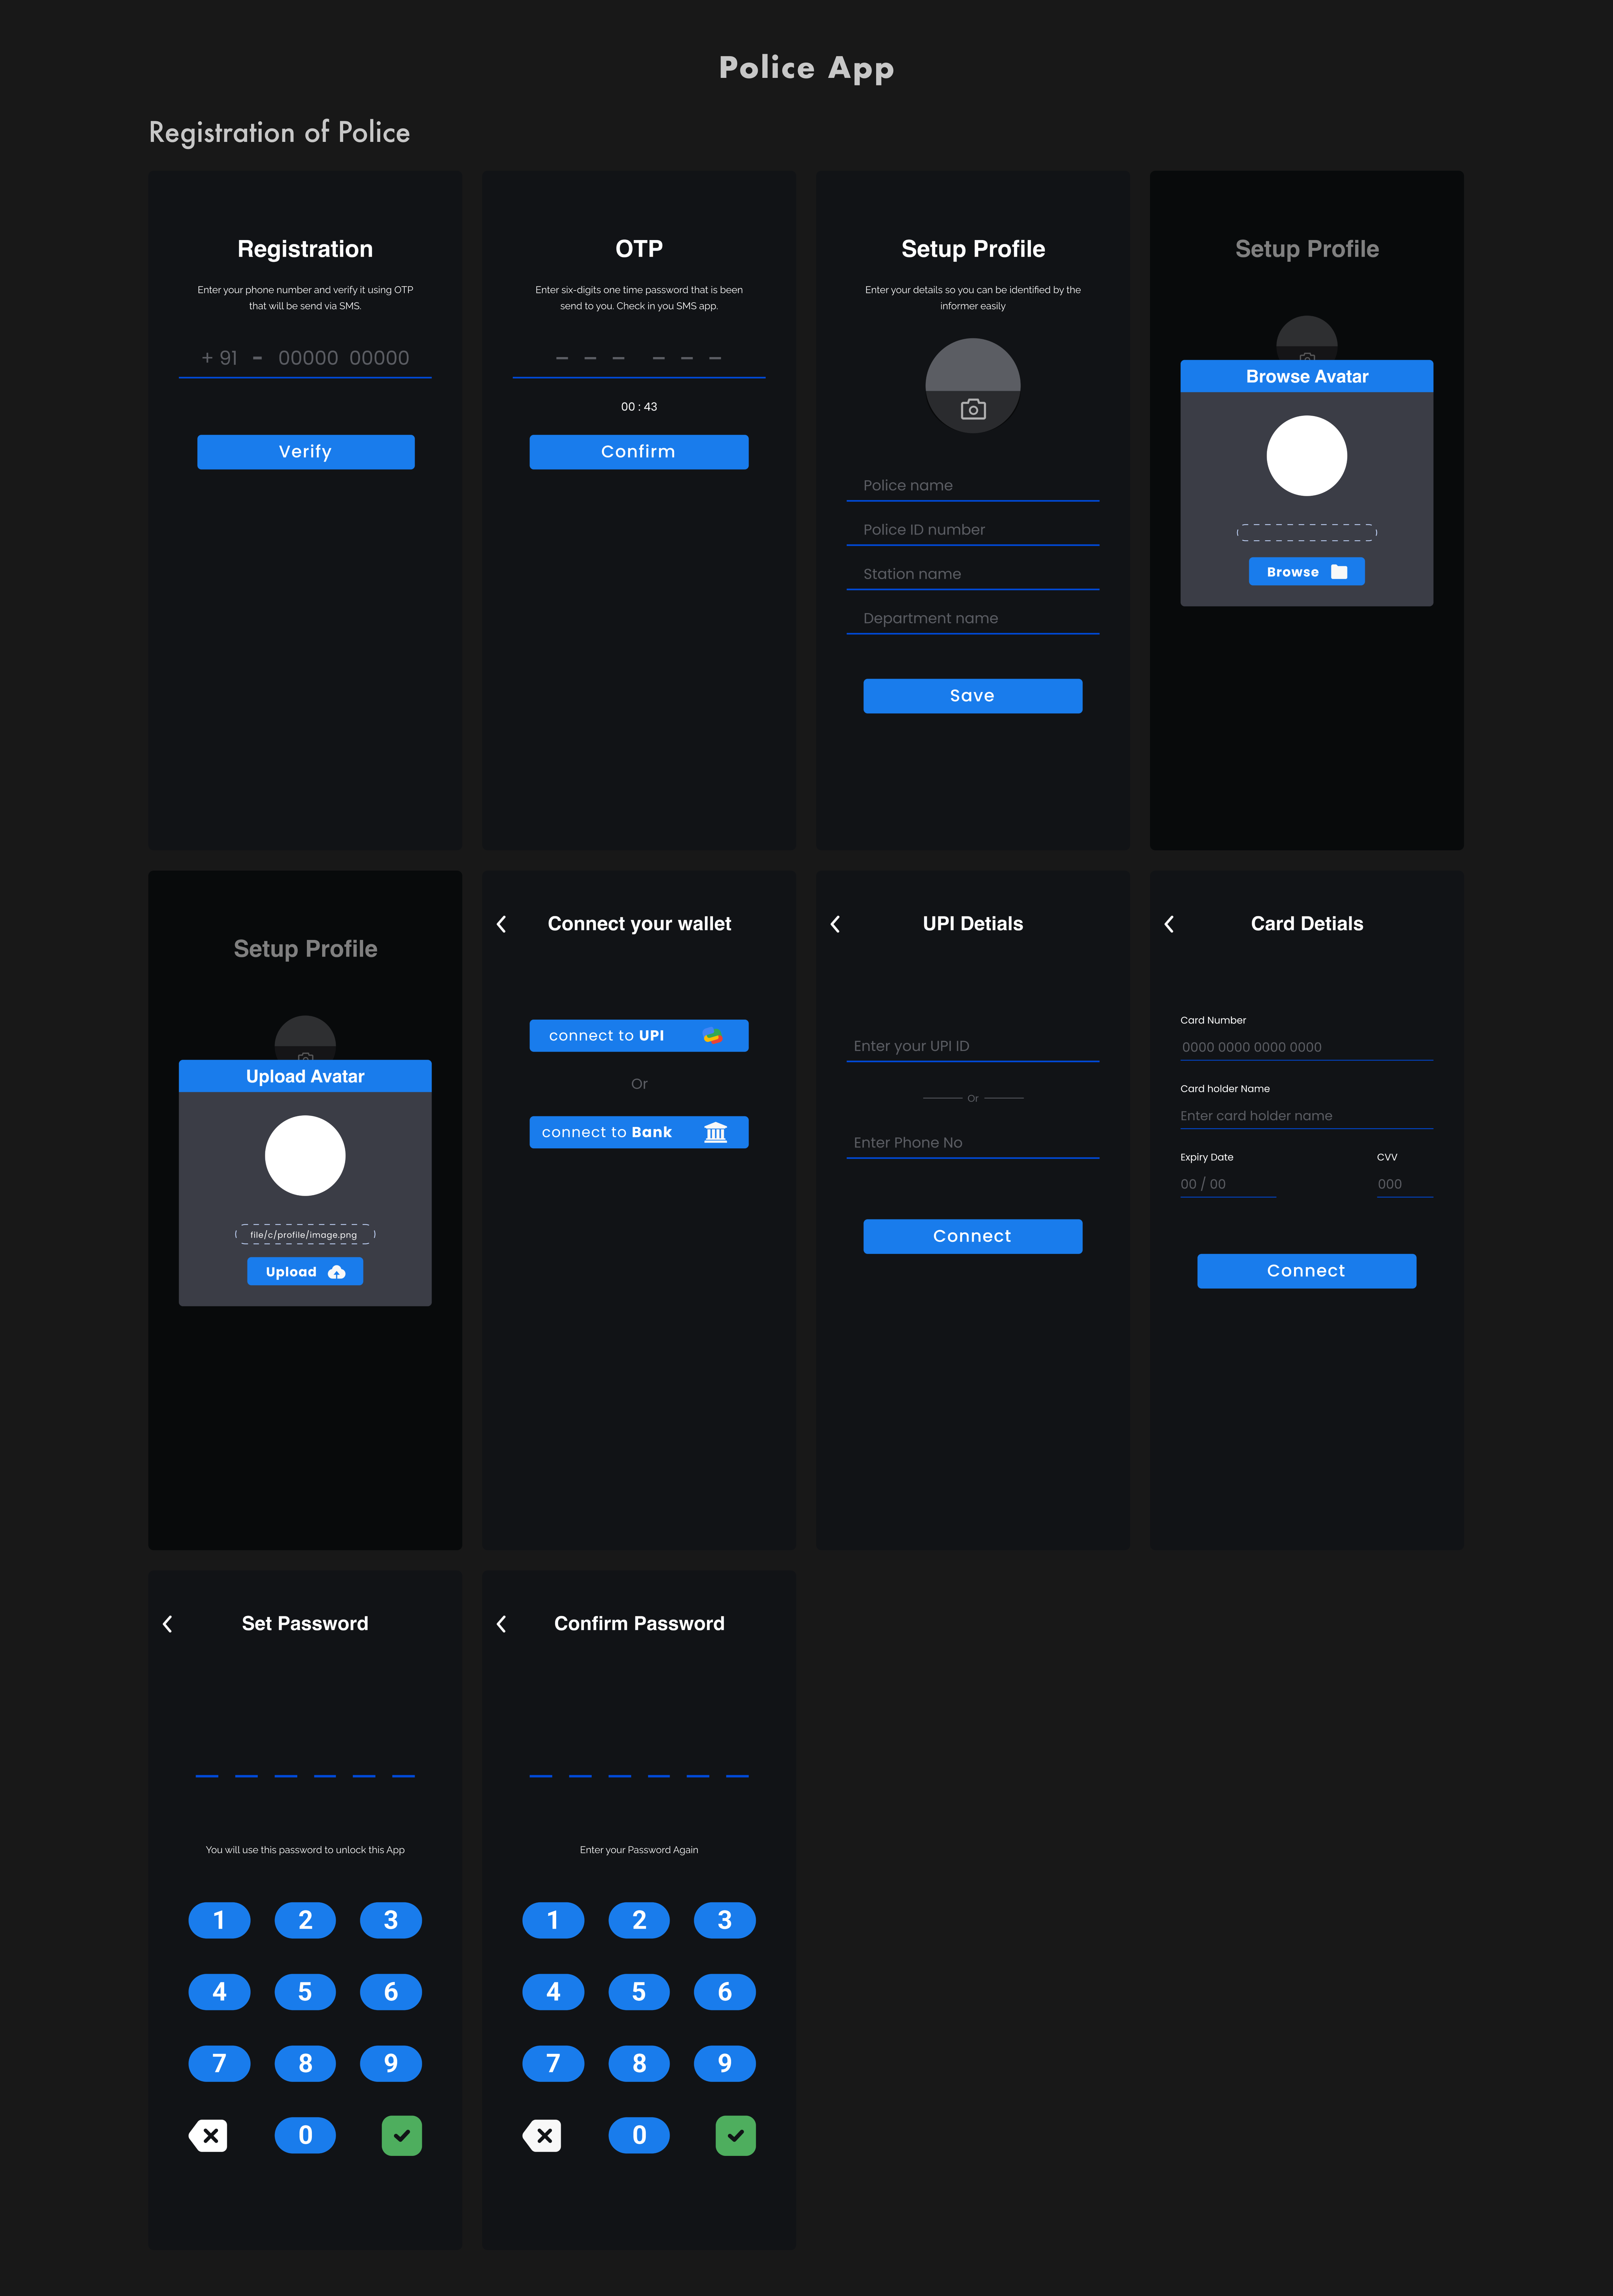 Police App
Registration of Police
Registration
Enter your phone number and verify it using OTP
that will be send via SMS.
+ 91 - 00000 00000
Verify
OTP
Enter six-digits one time password that is been
send to you. Check in you SMS app.
– – – – – –
00 : 43
Confirm
Setup Profile
Enter your details so you can be identified by the
informer easily
Police name
Police ID number
Station name
Department name
Save
Setup Profile
Browse Avatar
Browse
Setup Profile
Upload Avatar
file/c/profile/image.png
Upload
Connect your wallet
connect to UPI
Or
connect to Bank
UPI Detials
Enter your UPI ID
Or
Enter Phone No
Connect
Card Detials
Card Number
0000 0000 0000 0000
Card holder Name
Enter card holder name
Expiry Date CVV
00 / 00 000
Connect
Set Password
You will use this password to unlock this App
1 2 3
4 5 6
7 8 9
0
Confirm Password
Enter your Password Again
1 2 3
4 5 6
7 8 9
0